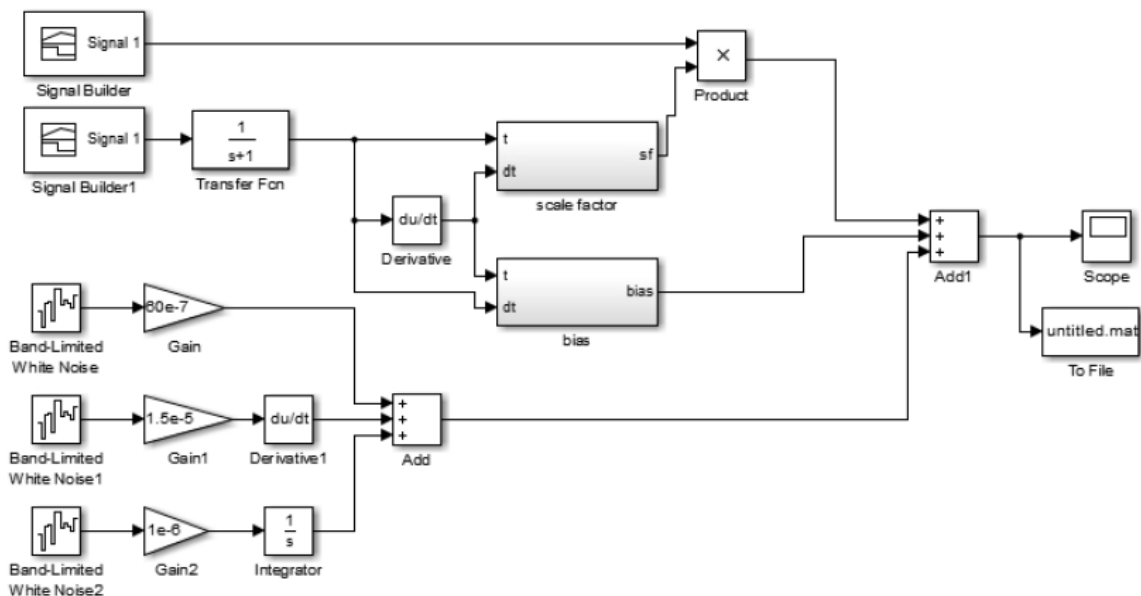 Signal 1
Signal Builder
×
Product
Signal 1
Signal Builder1
1
s+1
Transfer Fcn
t
dt
sf
scale factor
du/dt
Derivative
t
dt
bias
bias
+
+
+
Add1
Scope
untitled.mat
To File
60e-7
Band-Limited
White Noise
Gain
1.5e-5
Band-Limited
White Noise1
Gain1
du/dt
Derivative1
+
+
+
Add
1e-6
Band-Limited
White Noise2
Gain2
1
s
Integrator